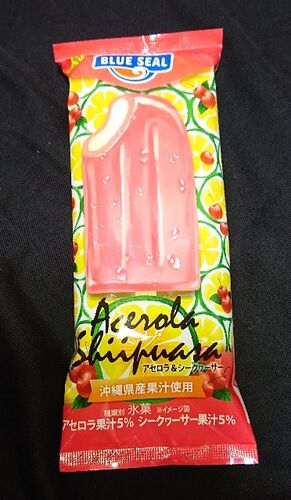 BLUE SEAL
Acerola
&
Shiipuasa
アセロラ&シークヮーサー
沖縄県産果汁使用
種類別 氷菓 ※イメージ図
アセロラ果汁5% シークヮーサー果汁5%